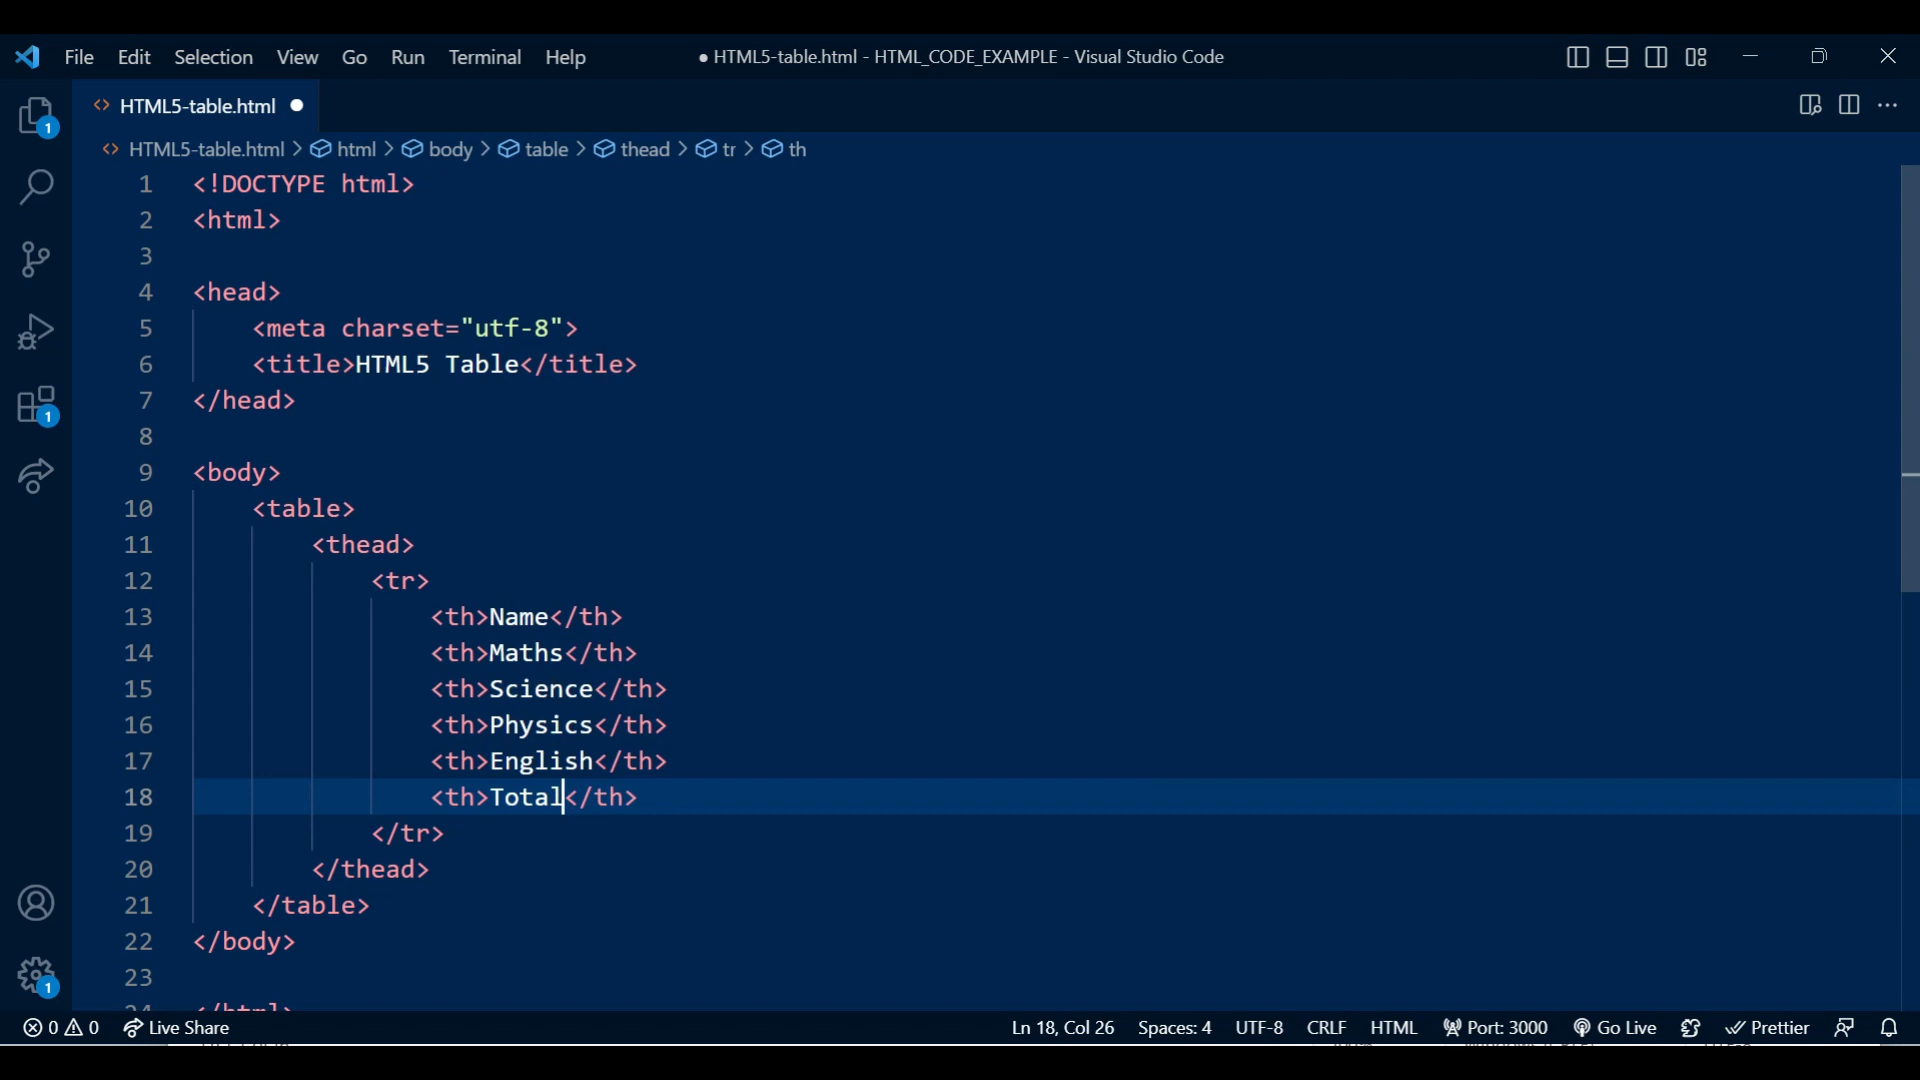 File Edit Selection View Go Run Terminal Help ● HTML5-table.html - HTML_CODE_EXAMPLE - Visual Studio Code
<> HTML5-table.html ●
<> HTML5-table.html > html > body > table > thead > tr > th
1 <!DOCTYPE html>
2 <html>
3
4 <head>
5     <meta charset="utf-8">
6     <title>HTML5 Table</title>
7 </head>
8
9 <body>
10     <table>
11         <thead>
12             <tr>
13                 <th>Name</th>
14                 <th>Maths</th>
15                 <th>Science</th>
16                 <th>Physics</th>
17                 <th>English</th>
18                 <th>Total</th>
19             </tr>
20         </thead>
21     </table>
22 </body>
23
24 </html>
1
1
1
0 0 Live Share Ln 18, Col 26 Spaces: 4 UTF-8 CRLF HTML Port: 3000 Go Live Prettier